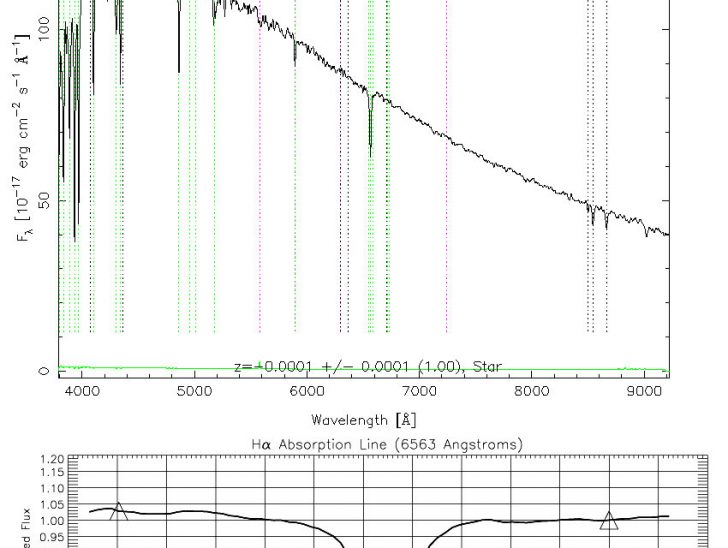 100
50
0
F_λ [10^−17 erg cm^−2 s^−1 Å^−1]
z=−0.0001 +/− 0.0001 (1.00), Star
4000 5000 6000 7000 8000 9000
Wavelength [Å]
Hα Absorption Line (6563 Angstroms)
1.20
1.15
1.10
1.05
1.00
0.95
Flux